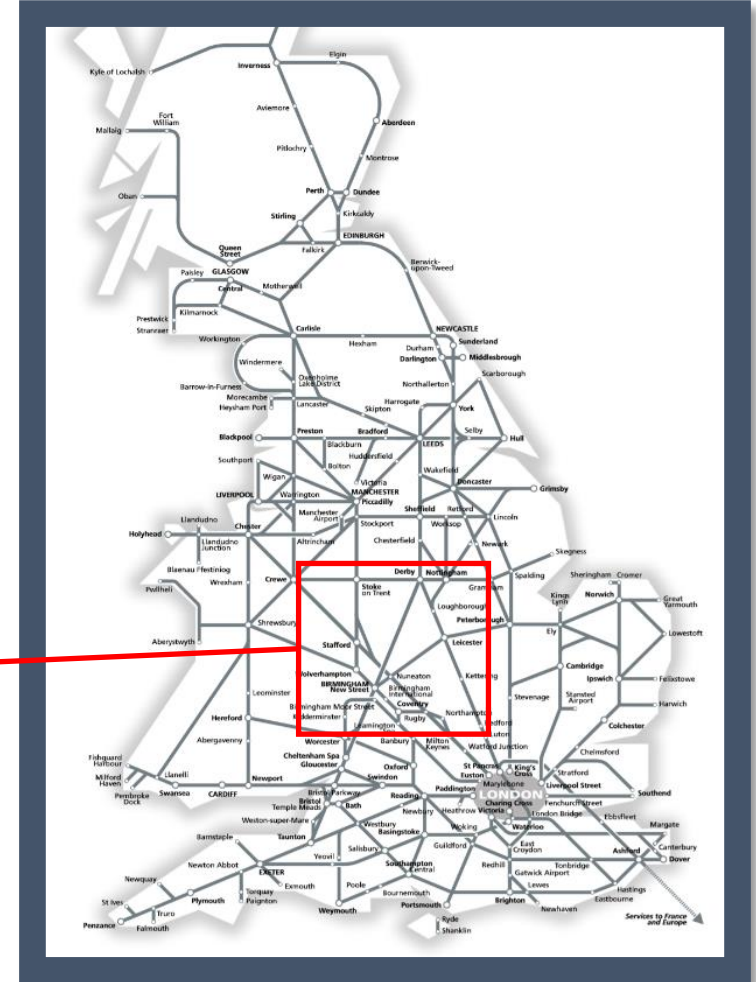 Elgin
Inverness
Kyle of Lochalsh
Aviemore
Fort
William
Mallaig
Aberdeen
Pitlochry
Montrose
Perth
Dundee
Oban
Stirling
Kirkcaldy
EDINBURGH
Queen
Street
Falkirk
Berwick-
upon-Tweed
Paisley
GLASGOW
Central
Motherwell
Kilmarnock
Prestwick
Stranraer
Carlisle
NEWCASTLE
Workington
Hexham
Sunderland
Durham
Darlington
Middlesbrough
Windermere
Scarborough
Oxenholme
Lake District
Barrow-in-Furness
Northallerton
Morecambe
Heysham Port
Lancaster
Harrogate
Skipton
York
Blackpool
Preston
Bradford
Selby
Hull
Blackburn
LEEDS
Southport
Huddersfield
Bolton
Wakefield
Wigan
Victoria
MANCHESTER
Piccadilly
Doncaster
Grimsby
LIVERPOOL
Warrington
Manchester
Airport
Sheffield
Retford
Llandudno
Chester
Stockport
Worksop
Lincoln
Holyhead
Llandudno
Junction
Altrincham
Chesterfield
Newark
Blaenau Ffestiniog
Skegness
Wrexham
Crewe
Derby
Nottingham
Stoke
on Trent
Grantham
Spalding
Sheringham
Cromer
Pwllheli
Loughborough
Kings
Lynn
Norwich
Great
Yarmouth
Shrewsbury
Peterborough
Ely
Lowestoft
Aberystwyth
Stafford
Leicester
Wolverhampton
Cambridge
BIRMINGHAM
New Street
Nuneaton
Kettering
Ipswich
Felixstowe
Leominster
Birmingham
International
Stevenage
Stansted
Airport
Harwich
Birmingham Moor Street
Coventry
Hereford
Kidderminster
Rugby
Northampton
Bedford
Colchester
Leamington
Spa
Luton
Abergavenny
Worcester
Banbury
Milton
Keynes
Watford Junction
Chelmsford
Fishguard
Harbour
Cheltenham Spa
Gloucester
Oxford
St Pancras
King's
Cross
Euston
Stratford
Milford
Haven
Llanelli
Newport
Swindon
Paddington
Marylebone
Liverpool Street
Pembroke
Dock
Swansea
CARDIFF
Bristol Parkway
Reading
LONDON
Southend
Bristol
Temple Meads
Bath
Newbury
Heathrow
Victoria
Charing Cross
Fenchurch Street
London Bridge
Ebbsfleet
Weston-super-Mare
Westbury
Woking
Waterloo
Margate
Barnstaple
Taunton
Basingstoke
East
Croydon
Canterbury
Salisbury
Guildford
Ashford
Dover
Yeovil
Redhill
Tonbridge
Newton Abbot
EXETER
Southampton
Central
Gatwick Airport
Newquay
Exmouth
Poole
Lewes
Hastings
Torquay
Paignton
Bournemouth
Eastbourne
St Ives
Plymouth
Weymouth
Portsmouth
Brighton
Newhaven
Truro
Penzance
Falmouth
Ryde
Shanklin
Services to France
and Europe